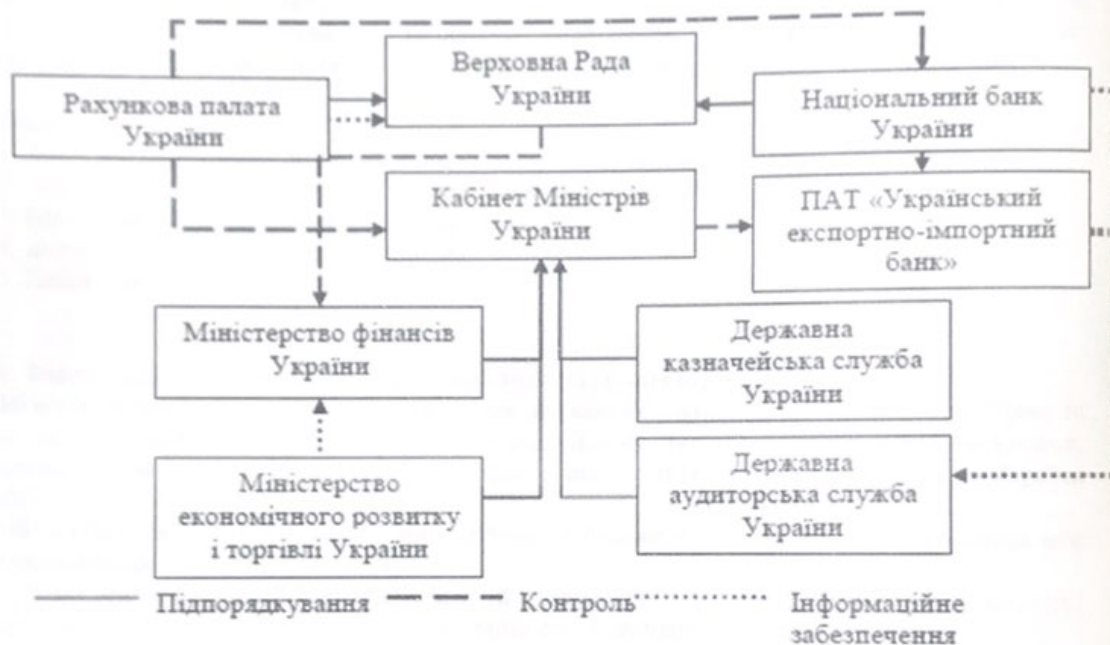 Верховна Рада
України
Рахункова палата
України
Національний банк
України
Кабінет Міністрів
України
ПАТ «Український
експортно-імпортний
банк»
Міністерство фінансів
України
Державна
казначейська служба
України
Міністерство
економічного розвитку
і торгівлі України
Державна
аудиторська служба
України
Підпорядкування
Контроль
Інформаційне
забезпечення